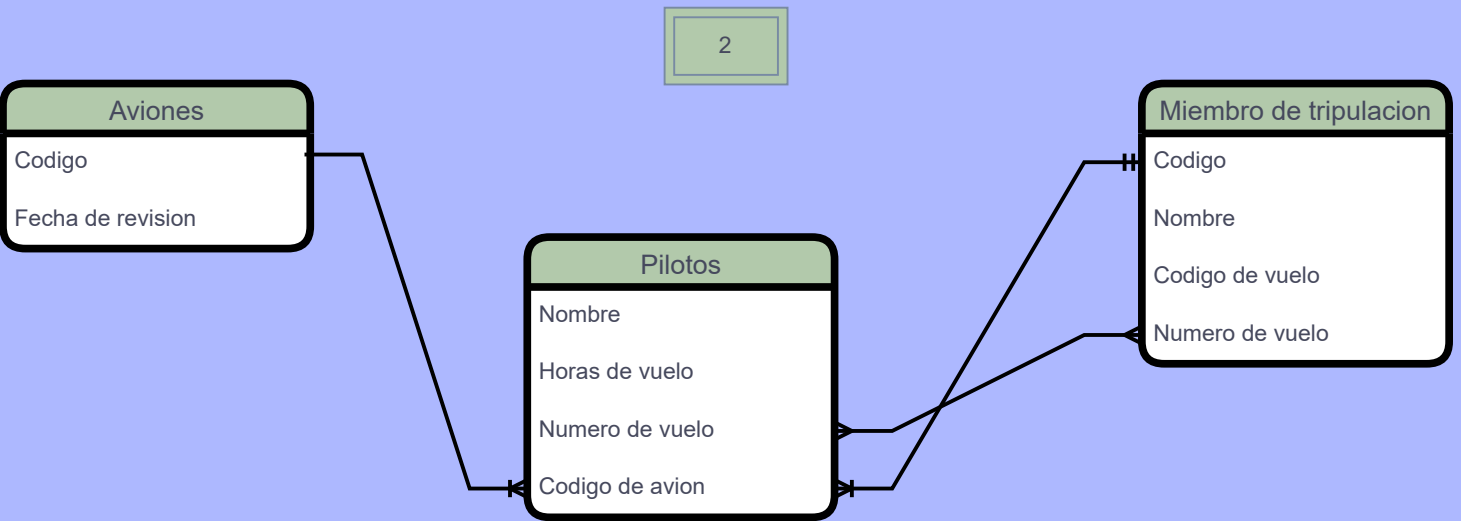 2
Aviones
Codigo
Fecha de revision
Pilotos
Nombre
Horas de vuelo
Numero de vuelo
Codigo de avion
Miembro de tripulacion
Codigo
Nombre
Codigo de vuelo
Numero de vuelo